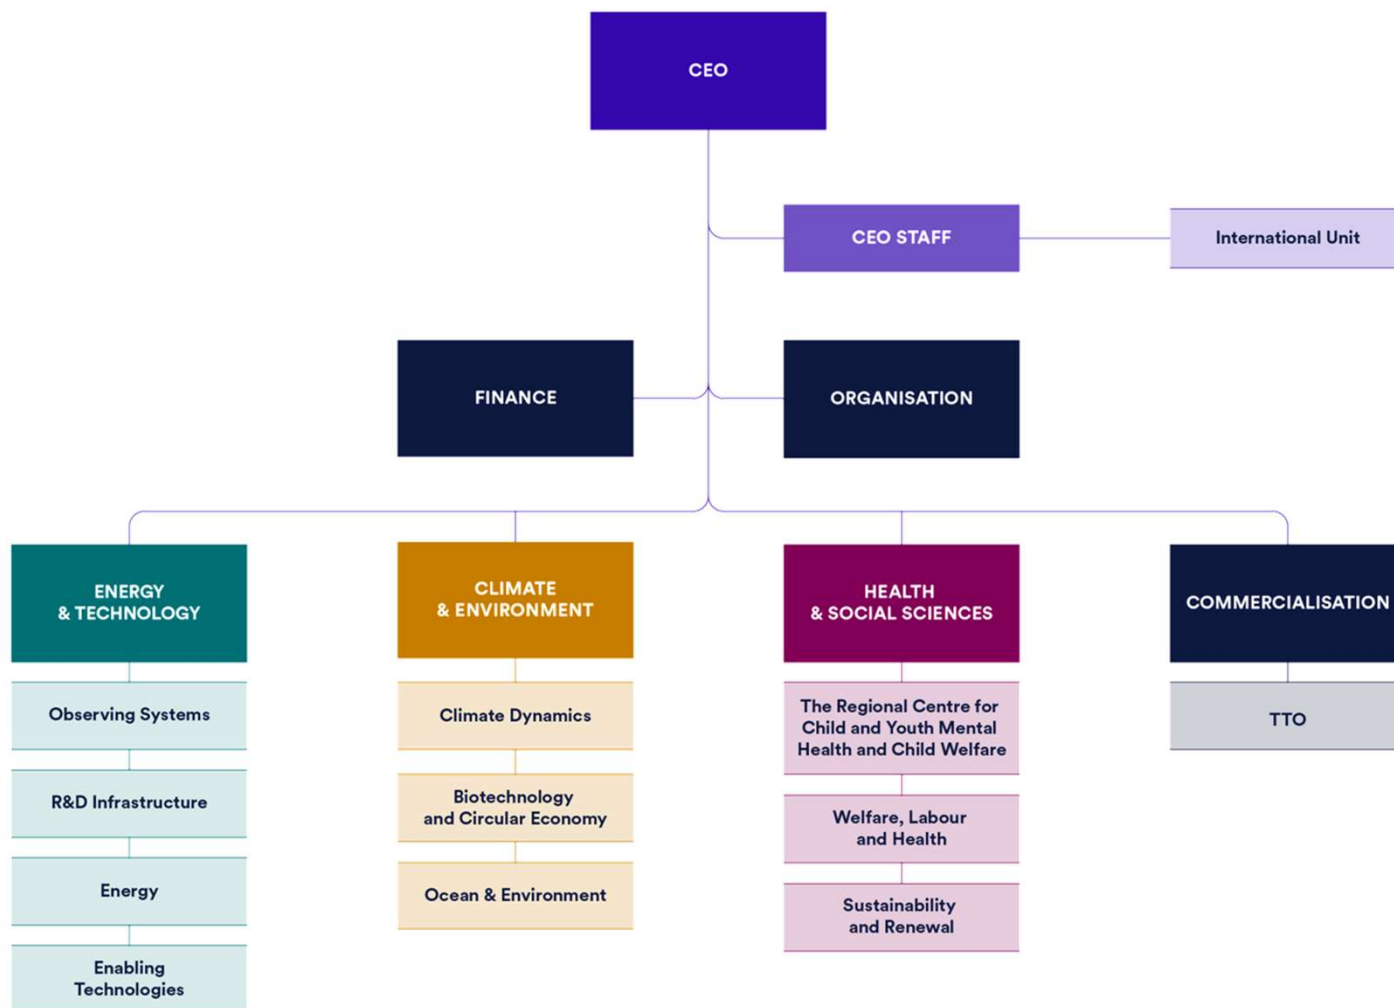 CEO
CEO STAFF
International Unit
FINANCE
ORGANISATION
ENERGY
& TECHNOLOGY
Observing Systems
R&D Infrastructure
Energy
Enabling
Technologies
CLIMATE
& ENVIRONMENT
Climate Dynamics
Biotechnology
and Circular Economy
Ocean & Environment
HEALTH
& SOCIAL SCIENCES
The Regional Centre for
Child and Youth Mental
Health and Child Welfare
Welfare, Labour
and Health
Sustainability
and Renewal
COMMERCIALISATION
TTO